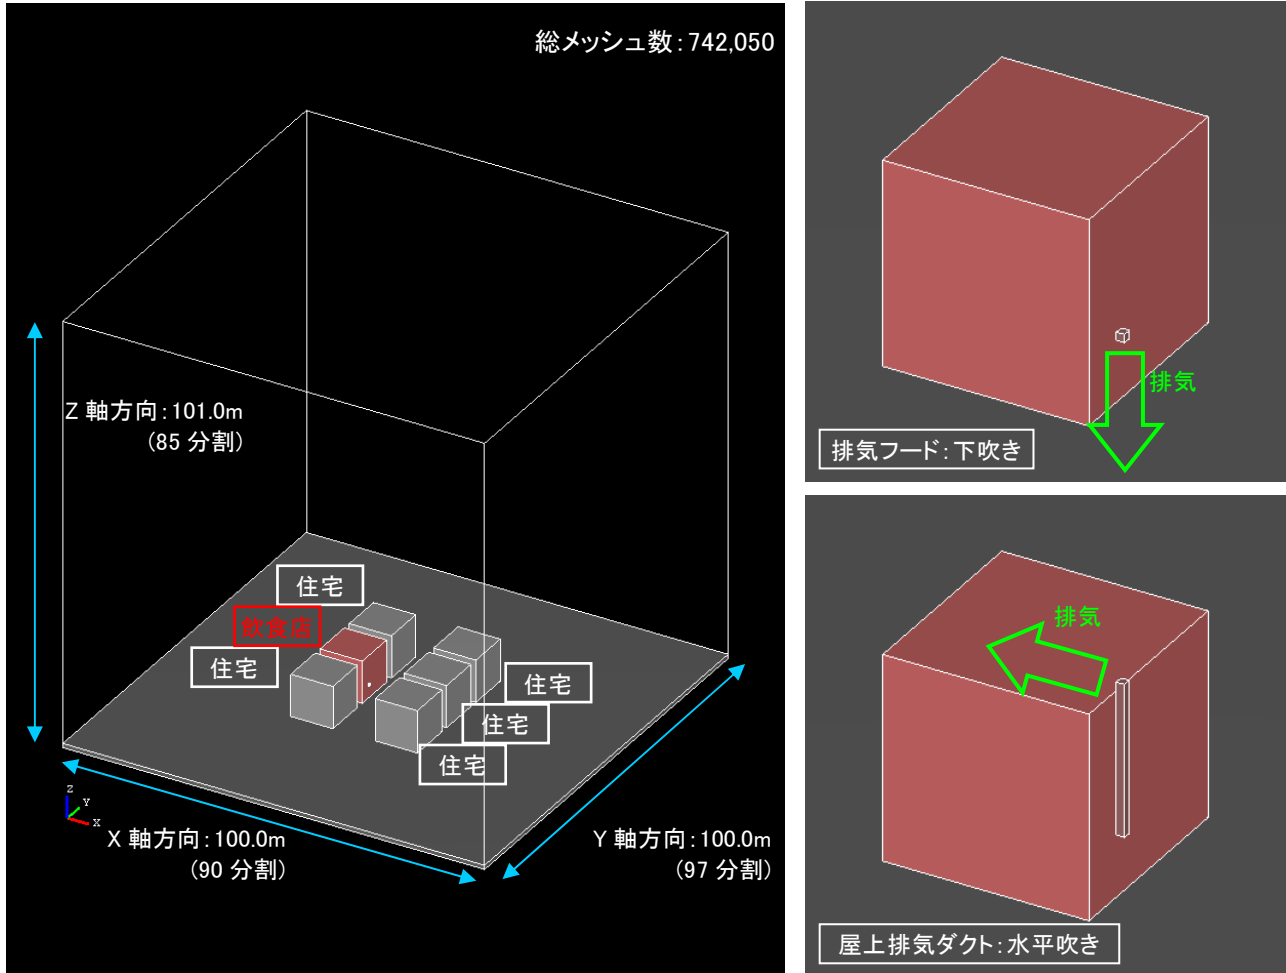 総メッシュ数：742,050
Z 軸方向：101.0m
(85 分割)
住宅
飲食店
住宅
住宅
住宅
住宅
Z
Y
X
X 軸方向：100.0m
(90 分割)
Y 軸方向：100.0m
(97 分割)
排気
排気フード：下吹き
排気
屋上排気ダクト：水平吹き